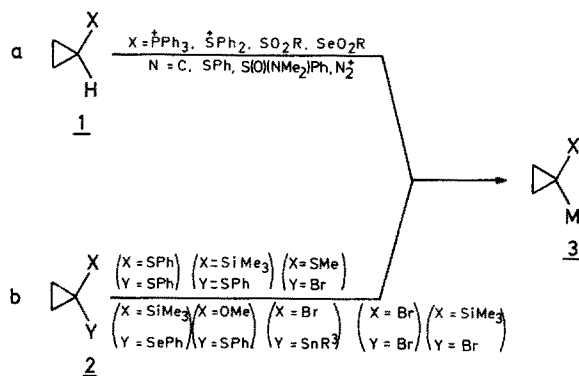 X
a
H
1
X=P̟Ph3, S̟Ph2, SO2R, SeO2R
N=C, SPh, S(O)(NMe2)Ph, N2+
X
M
3
b
X
Y
2
(X=SPh) (X=SiMe3) (X=SMe)
(Y=SPh) (Y=SPh) (Y=Br)
(X=SiMe3) (X=OMe) (X=Br) (X=Br) (X=SiMe3)
(Y=SePh) (Y=SPh) (Y=SnR3) (Y=Br) (Y=Br)